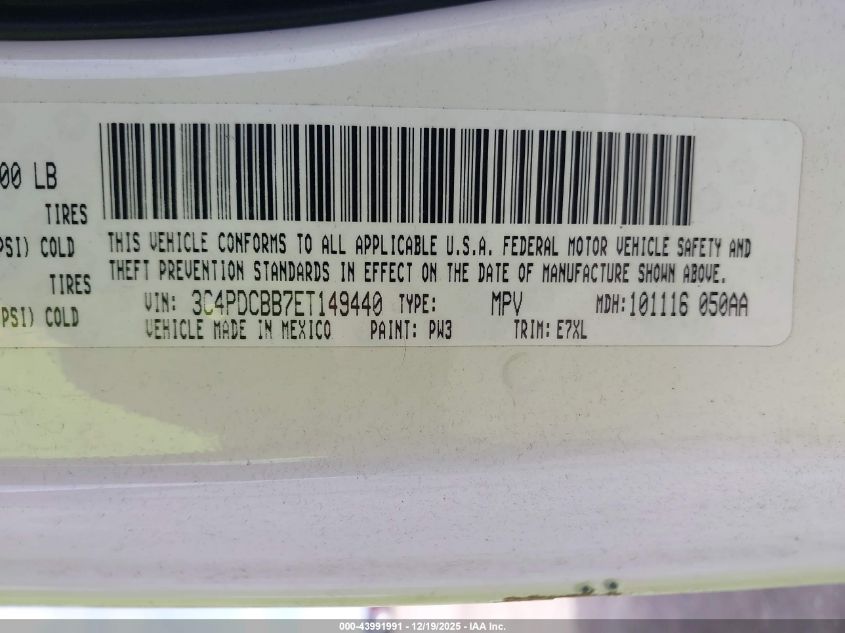 00 LB
TIRES
PSI) COLD
TIRES
PSI) COLD
THIS VEHICLE CONFORMS TO ALL APPLICABLE U.S.A. FEDERAL MOTOR VEHICLE SAFETY AND
THEFT PREVENTION STANDARDS IN EFFECT ON THE DATE OF MANUFACTURE SHOWN ABOVE.
VIN: 3C4PDCBB7ET149440 TYPE: MPV MDH:101116 050AA
VEHICLE MADE IN MEXICO PAINT: PW3 TRIM: E7XL
000-43991991 - 12/19/2025 - IAA Inc.